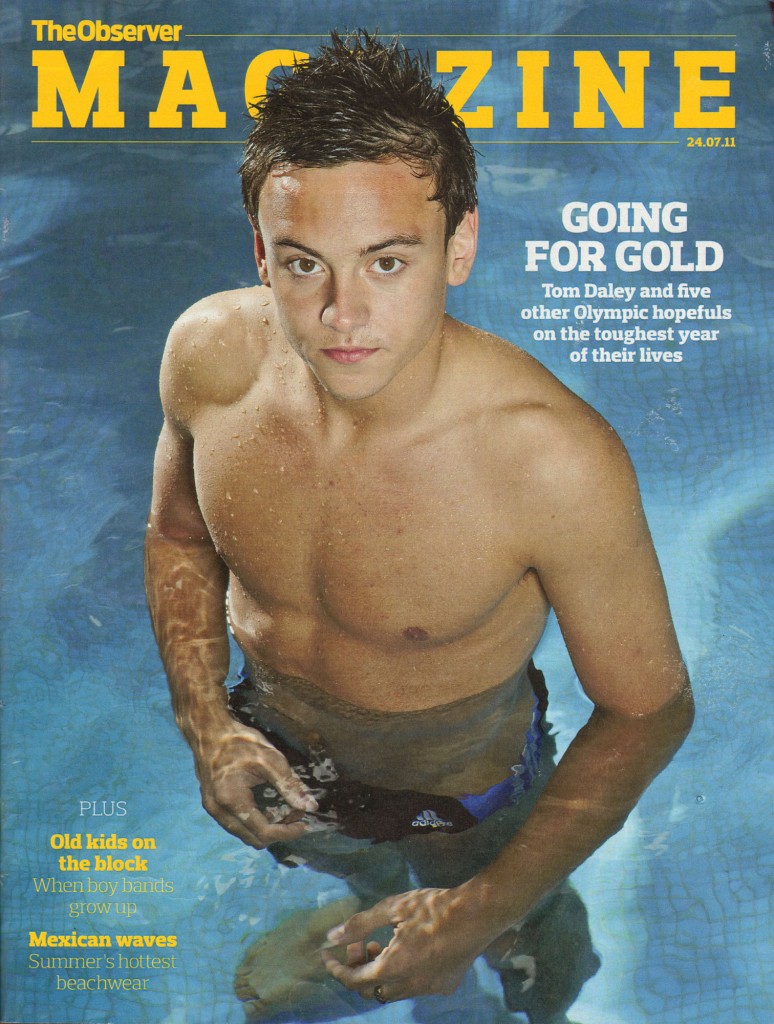 TheObserver
MAGAZINE
24.07.11
GOING
FOR GOLD
Tom Daley and five
other Olympic hopefuls
on the toughest year
of their lives
adidas
PLUS
Old kids on
the block
When boy bands
grow up
Mexican waves
Summer's hottest
beachwear